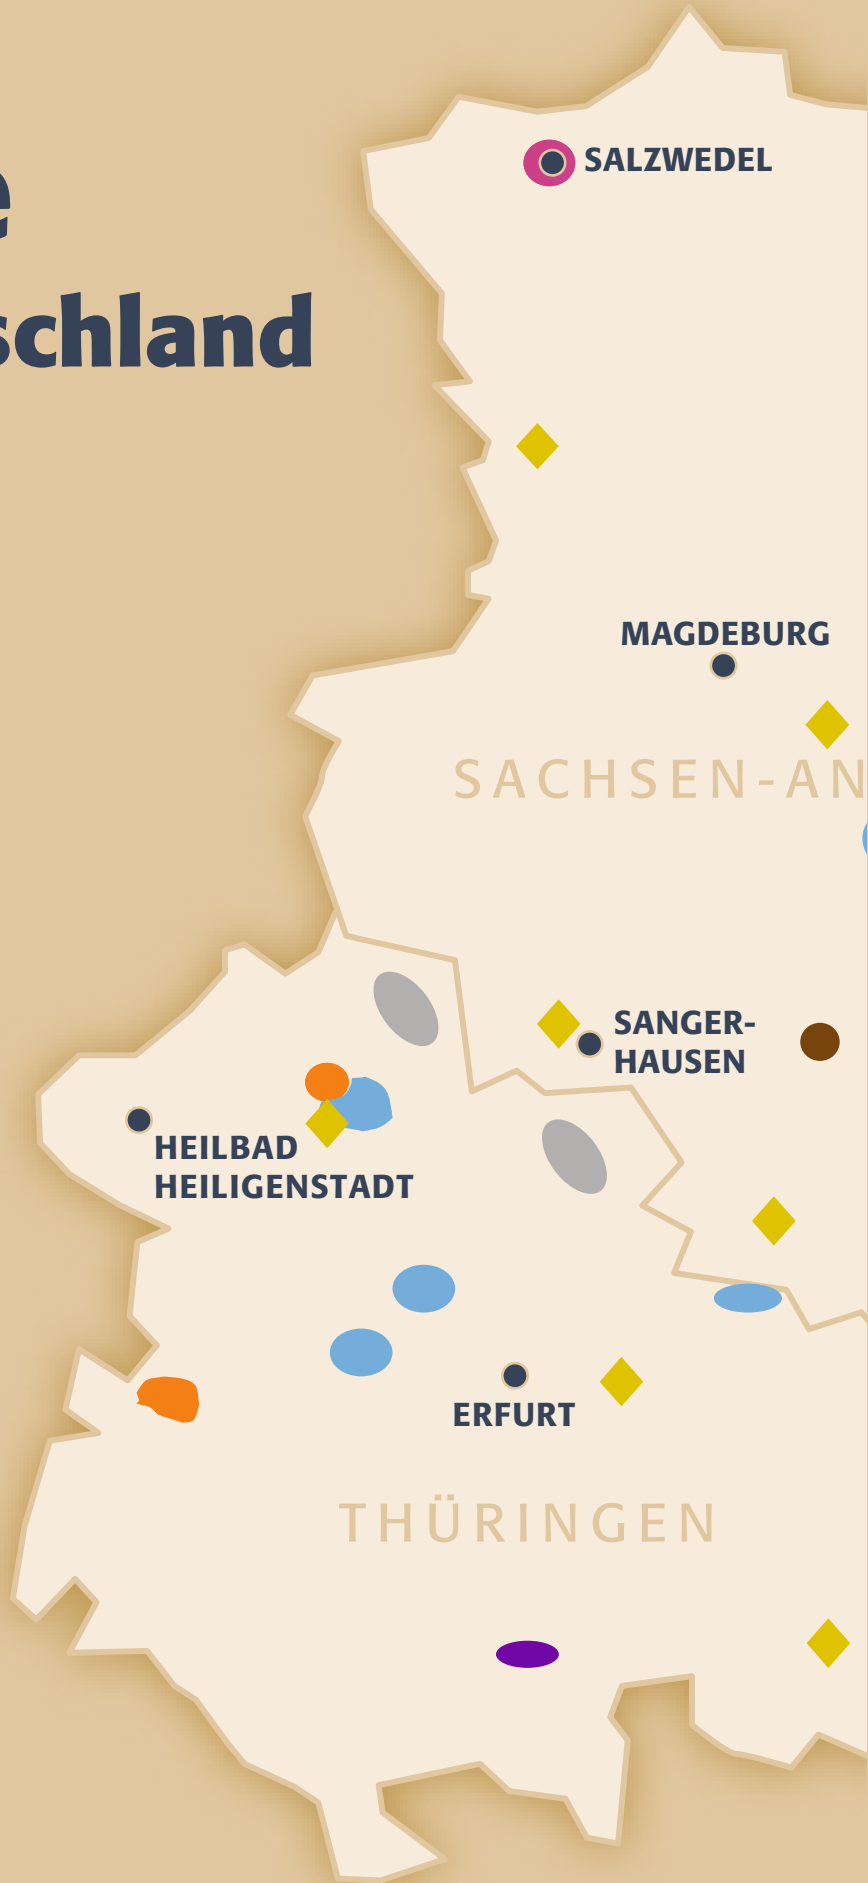 e
schland
SALZWEDEL
MAGDEBURG
SACHSEN-AN
SANGER-
HAUSEN
HEILBAD
HEILIGENSTADT
ERFURT
THÜRINGEN